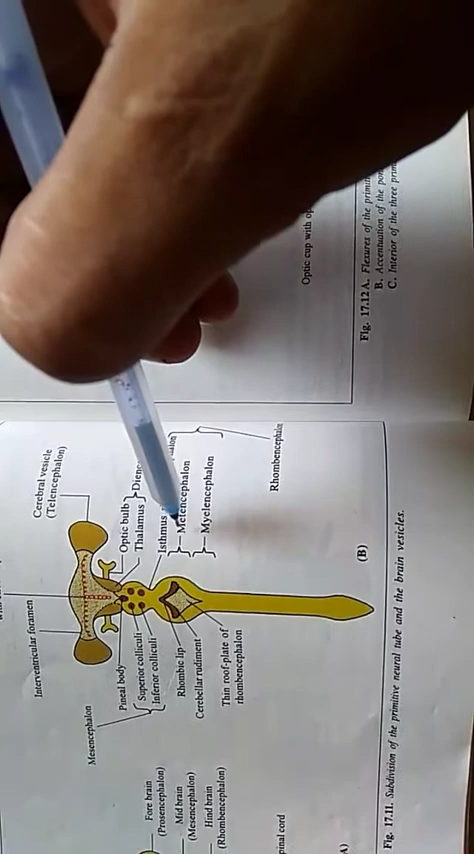 Optic cup with
Fig. 17.12 A. Flexures of the
B. Accentuation of the
C. Interior of the three
Cerebral vesicle
(Telencephalon)
Interventricular foramen
Optic bulb
Thalamus
Isthmus
Metencephalon
Myelencephalon
Mesencephalon
Pineal body
Superior colliculi
Inferior colliculi
Rhombic lip
Cerebellar rudiment
Thin roof-plate of
rhombencephalon
(B)
Fore brain
(Prosencephalon)
Mid brain
(Mesencephalon)
Hind brain
(Rhombencephalon)
cord
Fig. 17.11. Subdivision of the primitive neural tube and the brain vesicles.